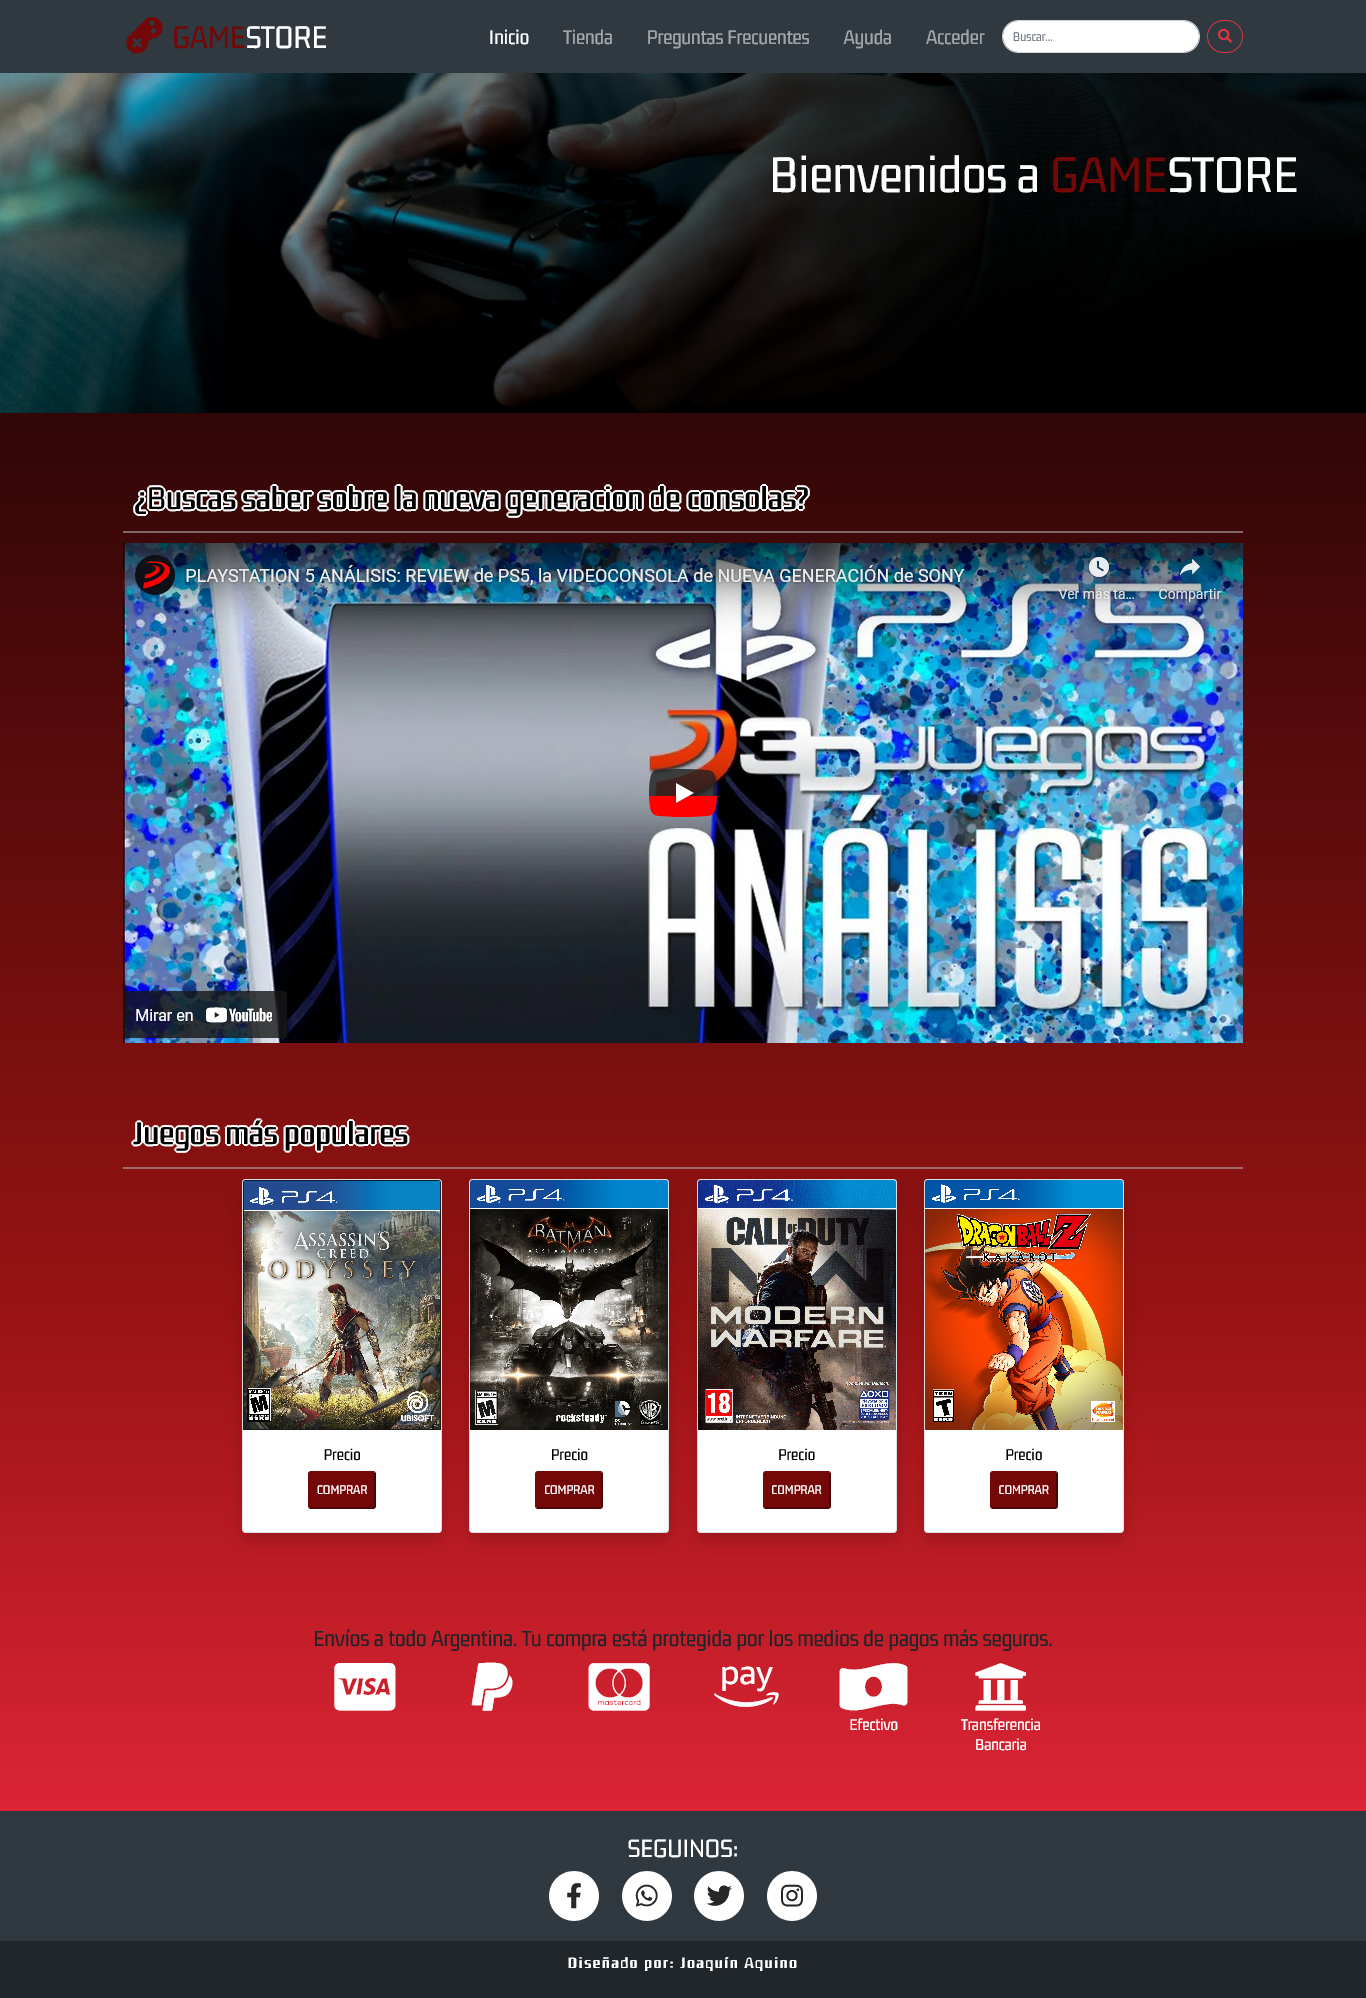 GAMESTORE
Inicio
Tienda
Preguntas Frecuentes
Ayuda
Acceder
Buscar...
Bienvenidos a GAMESTORE
¿Buscas saber sobre la nueva generacion de consolas?
PLAYSTATION 5 ANÁLISIS: REVIEW de PS5, la VIDEOCONSOLA de NUEVA GENERACIÓN de SONY
Ver más ta...
Compartir
PS5
3DJuegos
ANÁLISIS
Mirar en YouTube
Juegos más populares
PS4
ASSASSIN'S
CREED
ODYSSEY
M
UBISOFT
Precio
COMPRAR
PS4
BATMAN
ARKHAM KNIGHT
M
rocksteady
Precio
COMPRAR
PS4
CALL OF DUTY
MODERN
WARFARE
18
Precio
COMPRAR
PS4
DRAGON BALL Z
KAKAROT
TEEN
T
Precio
COMPRAR
Envíos a todo Argentina. Tu compra está protegida por los medios de pagos más seguros.
VISA
mastercard
pay
Efectivo
Transferencia
Bancaria
SEGUINOS:
Diseñado por: Joaquín Aquino